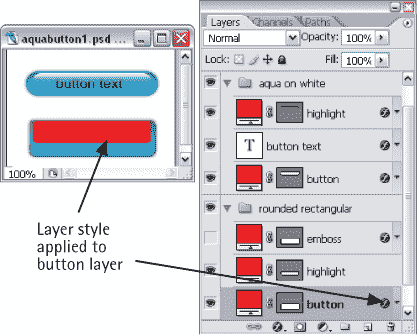 aquabutton1.psd ...
button text
100%
Layer style
applied to
button layer
Layers
Channels
Paths
Normal
Opacity: 100%
Lock:
Fill: 100%
aqua on white
highlight
T
button text
button
rounded rectangular
emboss
highlight
button